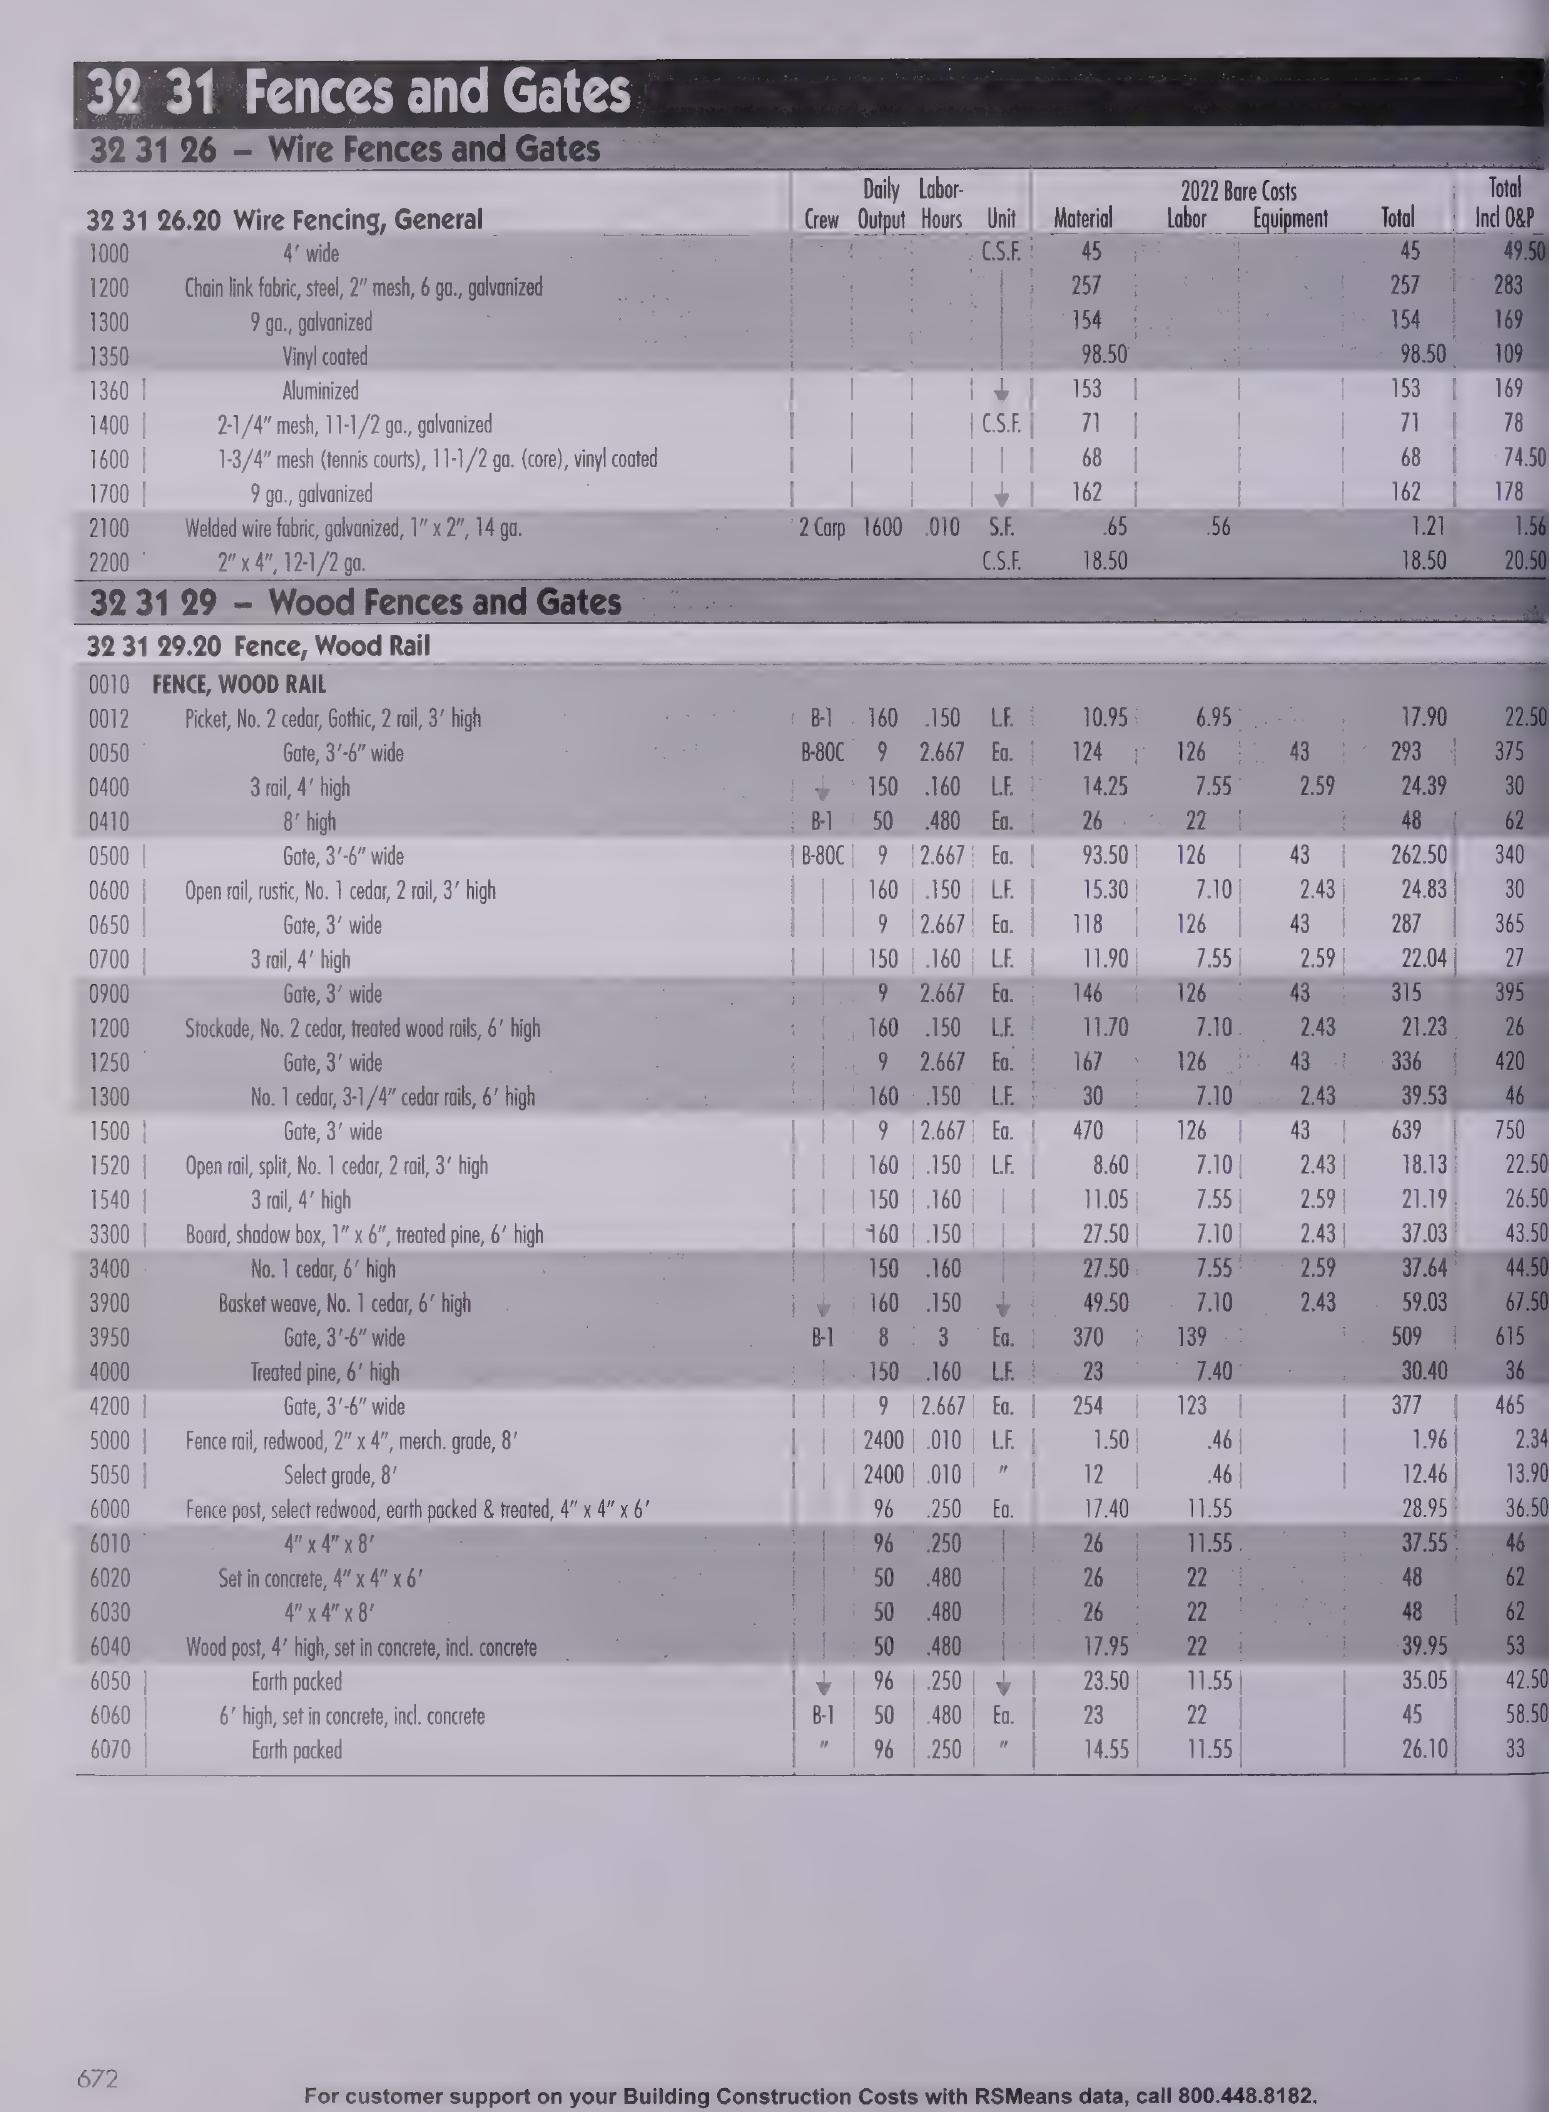 32 31 Fences and Gates
32 31 26 – Wire Fences and Gates
32 31 26.20 Wire Fencing, General Crew Daily Output Labor-Hours Unit 2022 Bare Costs Material Labor Equipment Total Total Incl O&P
1000 4′ wide C.S.F. 45 45 49.50
1200 Chain link fabric, steel, 2″ mesh, 6 ga., galvanized 257 257 283
1300 9 ga., galvanized 154 154 169
1350 Vinyl coated 98.50 98.50 109
1360 Aluminized 153 153 169
1400 2-1/4″ mesh, 11-1/2 ga., galvanized C.S.F. 71 71 78
1600 1-3/4″ mesh (tennis courts), 11-1/2 ga. (core), vinyl coated 68 68 74.50
1700 9 ga., galvanized 162 162 178
2100 Welded wire fabric, galvanized, 1″ x 2″, 14 ga. 2 Carp 1600 .010 S.F. .65 .56 1.21 1.56
2200 2″ x 4″, 12-1/2 ga. C.S.F. 18.50 18.50 20.50
32 31 29 – Wood Fences and Gates
32 31 29.20 Fence, Wood Rail
0010 FENCE, WOOD RAIL
0012 Picket, No. 2 cedar, Gothic, 2 rail, 3′ high B-1 160 .150 L.F. 10.95 6.95 17.90 22.50
0050 Gate, 3′-6″ wide B-80C 9 2.667 Ea. 124 126 43 293 375
0400 3 rail, 4′ high 150 .160 L.F. 14.25 7.55 2.59 24.39 30
0410 8′ high B-1 50 .480 Ea. 26 22 48 62
0500 Gate, 3′-6″ wide B-80C 9 2.667 Ea. 93.50 126 43 262.50 340
0600 Open rail, rustic, No. 1 cedar, 2 rail, 3′ high 160 .150 L.F. 15.30 7.10 2.43 24.83 30
0650 Gate, 3′ wide 9 2.667 Ea. 118 126 43 287 365
0700 3 rail, 4′ high 150 .160 L.F. 11.90 7.55 2.59 22.04 27
0900 Gate, 3′ wide 9 2.667 Ea. 146 126 43 315 395
1200 Stockade, No. 2 cedar, treated wood rails, 6′ high 160 .150 L.F. 11.70 7.10 2.43 21.23 26
1250 Gate, 3′ wide 9 2.667 Ea. 167 126 43 336 420
1300 No. 1 cedar, 3-1/4″ cedar rails, 6′ high 160 .150 L.F. 30 7.10 2.43 39.53 46
1500 Gate, 3′ wide 9 2.667 Ea. 470 126 43 639 750
1520 Open rail, split, No. 1 cedar, 2 rail, 3′ high 160 .150 L.F. 8.60 7.10 2.43 18.13 22.50
1540 3 rail, 4′ high 150 .160 11.05 7.55 2.59 21.19 26.50
3300 Board, shadow box, 1″ x 6″, treated pine, 6′ high 160 .150 27.50 7.10 2.43 37.03 43.50
3400 No. 1 cedar, 6′ high 150 .160 27.50 7.55 2.59 37.64 44.50
3900 Basket weave, No. 1 cedar, 6′ high 160 .150 49.50 7.10 2.43 59.03 67.50
3950 Gate, 3′-6″ wide B-1 8 3 Ea. 370 139 509 615
4000 Treated pine, 6′ high 150 .160 L.F. 23 7.40 30.40 36
4200 Gate, 3′-6″ wide 9 2.667 Ea. 254 123 377 465
5000 Fence rail, redwood, 2″ x 4″, merch. grade, 8′ 2400 .010 L.F. 1.50 .46 1.96 2.34
5050 Select grade, 8′ 2400 .010 ″ 12 .46 12.46 13.90
6000 Fence post, select redwood, earth packed & treated, 4″ x 4″ x 6′ 96 .250 Ea. 17.40 11.55 28.95 36.50
6010 4″ x 4″ x 8′ 96 .250 26 11.55 37.55 46
6020 Set in concrete, 4″ x 4″ x 6′ 50 .480 26 22 48 62
6030 4″ x 4″ x 8′ 50 .480 26 22 48 62
6040 Wood post, 4′ high, set in concrete, incl. concrete 50 .480 17.95 22 39.95 53
6050 Earth packed 96 .250 23.50 11.55 35.05 42.50
6060 6′ high, set in concrete, incl. concrete B-1 50 .480 Ea. 23 22 45 58.50
6070 Earth packed ″ 96 .250 ″ 14.55 11.55 26.10 33
672
For customer support on your Building Construction Costs with RSMeans data, call 800.448.8182.